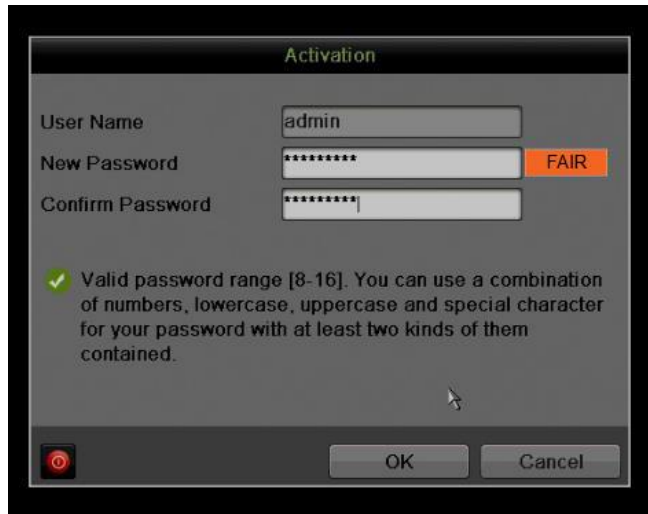 Activation
User Name admin
New Password ********* FAIR
Confirm Password *********
Valid password range [8-16]. You can use a combination
of numbers, lowercase, uppercase and special character
for your password with at least two kinds of them
contained.
OK Cancel